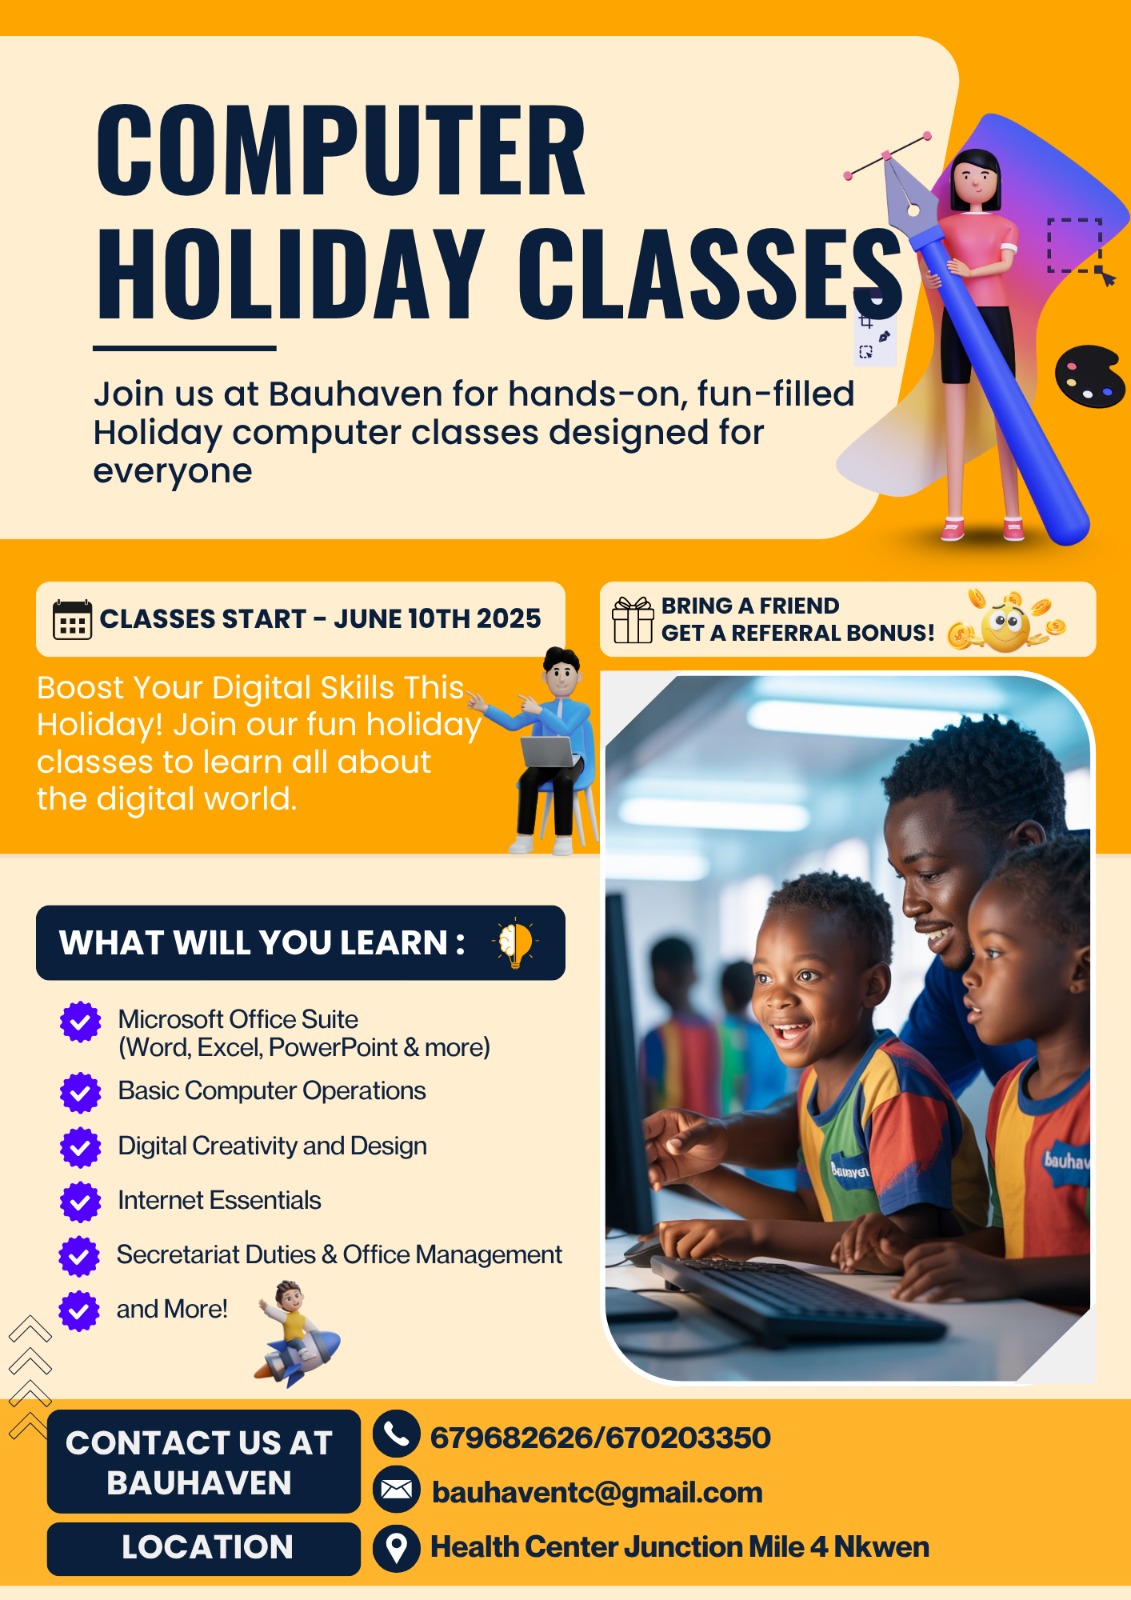 COMPUTER
HOLIDAY CLASSES
Join us at Bauhaven for hands-on, fun-filled
Holiday computer classes designed for
everyone
CLASSES START - JUNE 10TH 2025
BRING A FRIEND
GET A REFERRAL BONUS!
Boost Your Digital Skills This
Holiday! Join our fun holiday
classes to learn all about
the digital world.
WHAT WILL YOU LEARN :
Microsoft Office Suite
(Word, Excel, PowerPoint & more)
Basic Computer Operations
Digital Creativity and Design
Internet Essentials
Secretariat Duties & Office Management
and More!
Bauhaven
bauhav
CONTACT US AT
BAUHAVEN
679682626/670203350
bauhaventc@gmail.com
LOCATION
Health Center Junction Mile 4 Nkwen